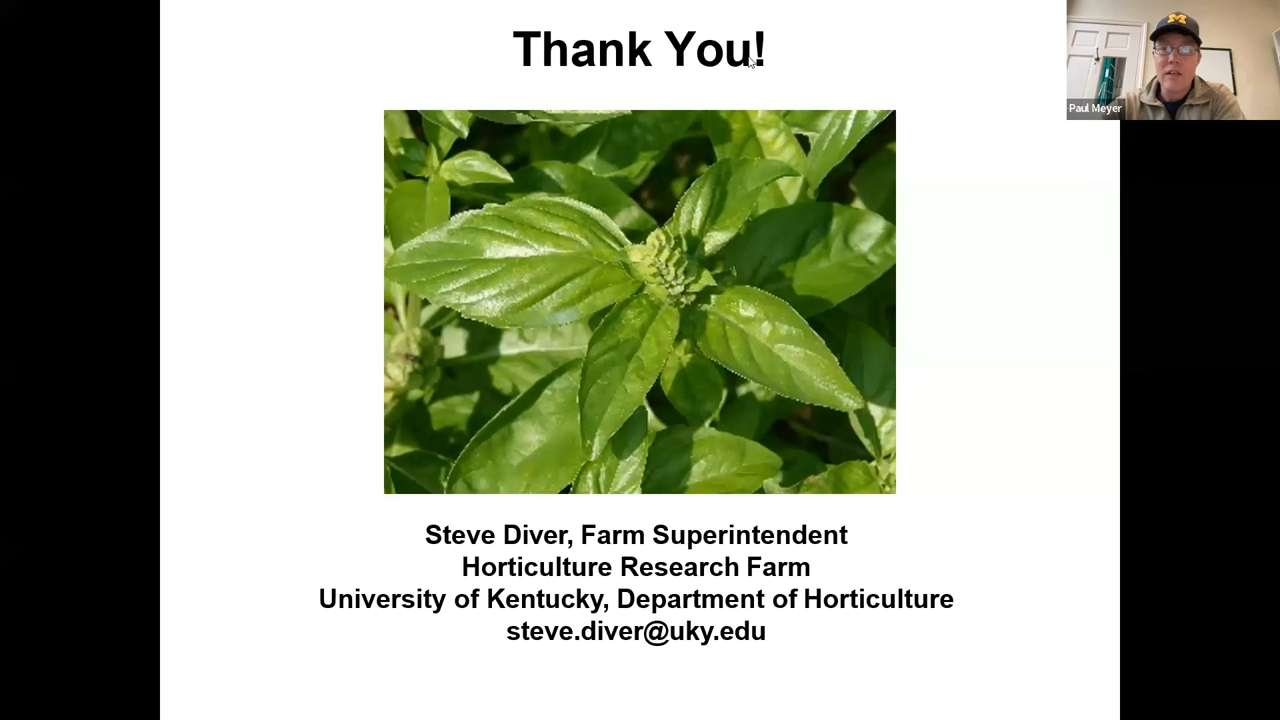 Thank You!
M
Paul Meyer
Steve Diver, Farm Superintendent
Horticulture Research Farm
University of Kentucky, Department of Horticulture
steve.diver@uky.edu